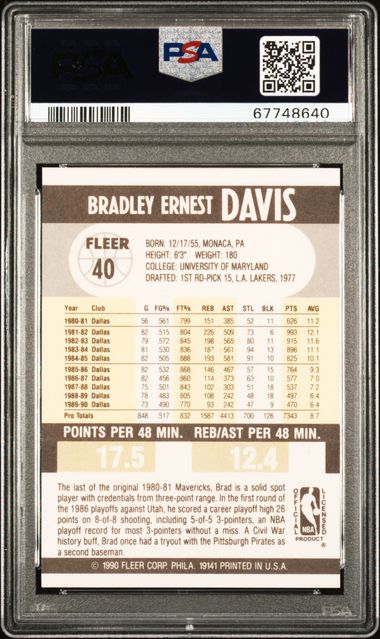 PSA
PSA
67748640
BRADLEY ERNEST DAVIS
FLEER
40
BORN: 12/17/55, MONACA, PA
HEIGHT: 6'3" WEIGHT: 180
COLLEGE: UNIVERSITY OF MARYLAND
DRAFTED: 1ST RD-PICK 15, L.A. LAKERS, 1977
Year Club G FG% FT% REB AST STL BLK PTS AVG
1980-81 Dallas 56 561 799 151 385 52 11 626 11.2
1981-82 Dallas 82 515 804 226 509 73 6 993 12.1
1982-83 Dallas 79 572 845 198 565 80 11 915 11.6
1983-84 Dallas 81 530 836 187 561 94 13 896 11.1
1984-85 Dallas 82 505 888 193 581 91 10 825 10.1
1985-86 Dallas 82 532 868 146 467 57 15 764 9.3
1986-87 Dallas 82 456 860 114 373 63 10 577 7.0
1987-88 Dallas 75 501 843 102 303 51 18 537 7.2
1988-89 Dallas 78 483 805 108 242 48 18 497 6.4
1989-90 Dallas 73 490 770 93 242 47 9 470 6.4
Pro Totals 848 517 832 1587 4413 700 126 7343 8.7
POINTS PER 48 MIN. REB/AST PER 48 MIN.
17.5 12.4
The last of the original 1980-81 Mavericks, Brad is a solid spot
player with credentials from three-point range. In the first round of
the 1986 playoffs against Utah, he scored a career playoff high 26
points on 8-of-8 shooting, including 5-of-5 3-pointers, an NBA
playoff record for most 3-pointers without a miss. A Civil War
history buff, Brad once had a tryout with the Pittsburgh Pirates as
a second baseman.
OFFICIAL LICENSED
NBA
PRODUCT ®
© 1990 FLEER CORP. PHILA. 19141 PRINTED IN U.S.A.